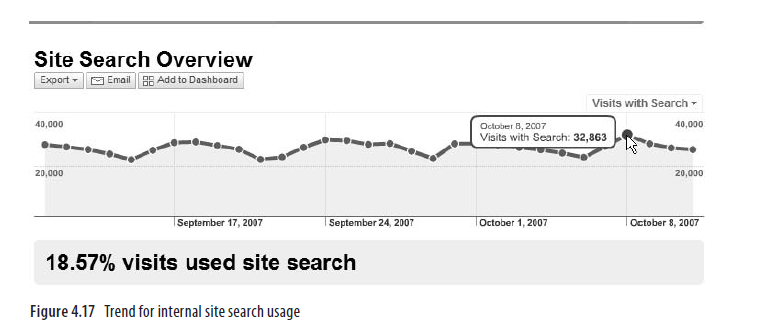 Site Search Overview
Export Email Add to Dashboard
Visits with Search
40,000 40,000
October 8, 2007
Visits with Search: 32,863
20,000 20,000
September 17, 2007 September 24, 2007 October 1, 2007 October 8, 2007
18.57% visits used site search
Figure 4.17 Trend for internal site search usage